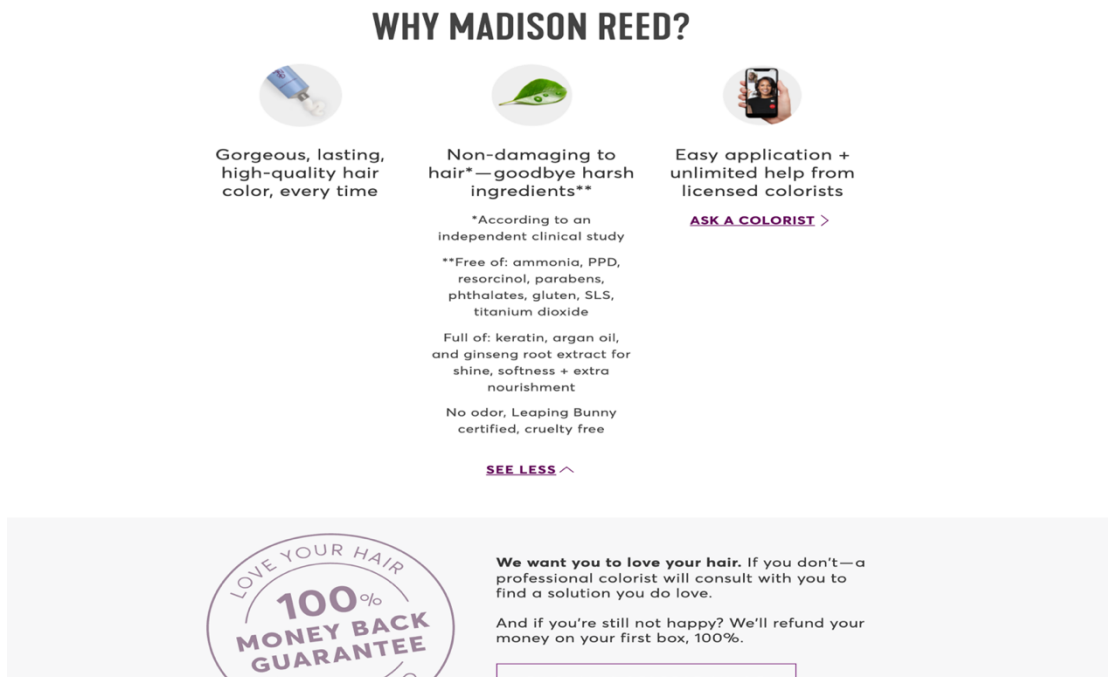 WHY MADISON REED?
Gorgeous, lasting,
high-quality hair
color, every time
Non-damaging to
hair*—goodbye harsh
ingredients**
*According to an
independent clinical study
**Free of: ammonia, PPD,
resorcinol, parabens,
phthalates, gluten, SLS,
titanium dioxide
Full of: keratin, argan oil,
and ginseng root extract for
shine, softness + extra
nourishment
No odor, Leaping Bunny
certified, cruelty free
SEE LESS
Easy application +
unlimited help from
licensed colorists
ASK A COLORIST
LOVE YOUR HAIR
100%
MONEY BACK
GUARANTEE
We want you to love your hair. If you don't—a
professional colorist will consult with you to
find a solution you do love.
And if you're still not happy? We'll refund your
money on your first box, 100%.